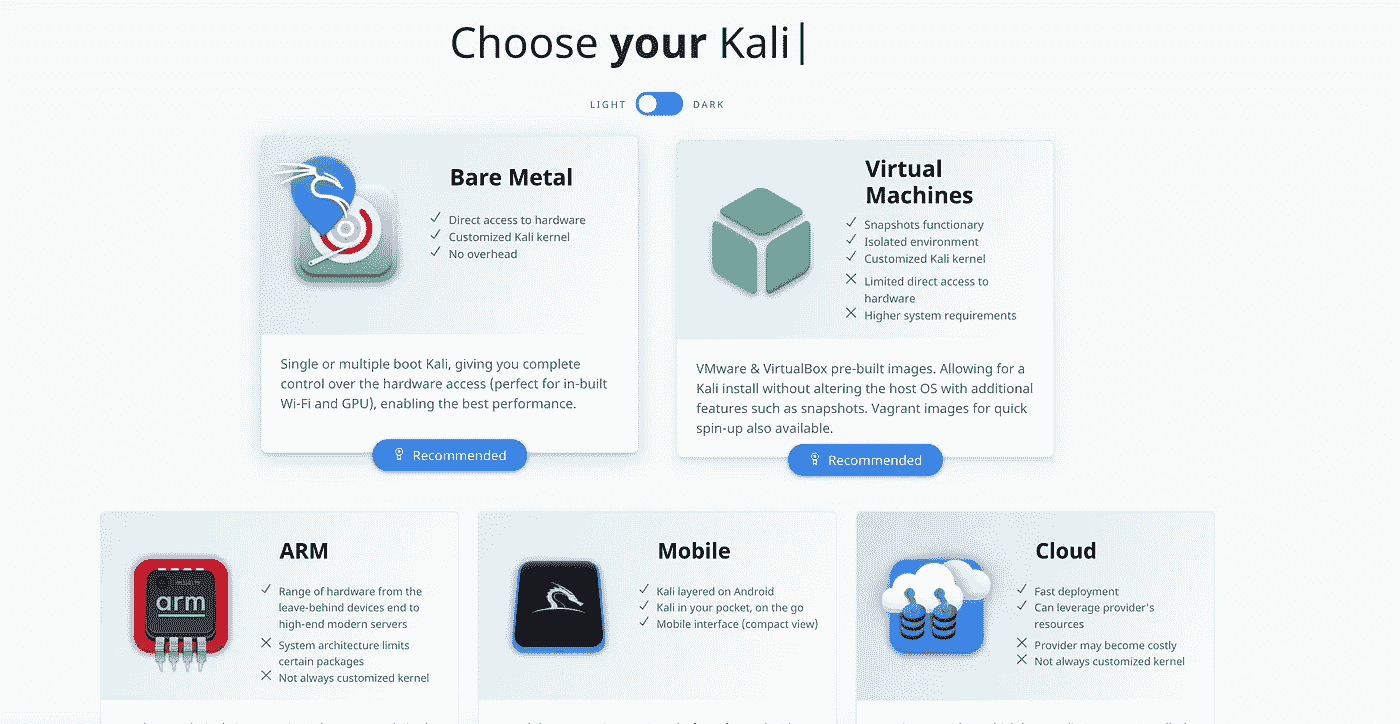 Choose your Kali
LIGHT DARK
Bare Metal
Direct access to hardware
Customized Kali kernel
No overhead
Single or multiple boot Kali, giving you complete
control over the hardware access (perfect for in-built
Wi-Fi and GPU), enabling the best performance.
Recommended
Virtual
Machines
Snapshots functionary
Isolated environment
Customized Kali kernel
Limited direct access to
hardware
Higher system requirements
VMware & VirtualBox pre-built images. Allowing for a
Kali install without altering the host OS with additional
features such as snapshots. Vagrant images for quick
spin-up also available.
Recommended
arm
ARM
Range of hardware from the
leave-behind devices end to
high-end modern servers
System architecture limits
certain packages
Not always customized kernel
Mobile
Kali layered on Android
Kali in your pocket, on the go
Mobile interface (compact view)
Cloud
Fast deployment
Can leverage provider's
resources
Provider may become costly
Not always customized kernel